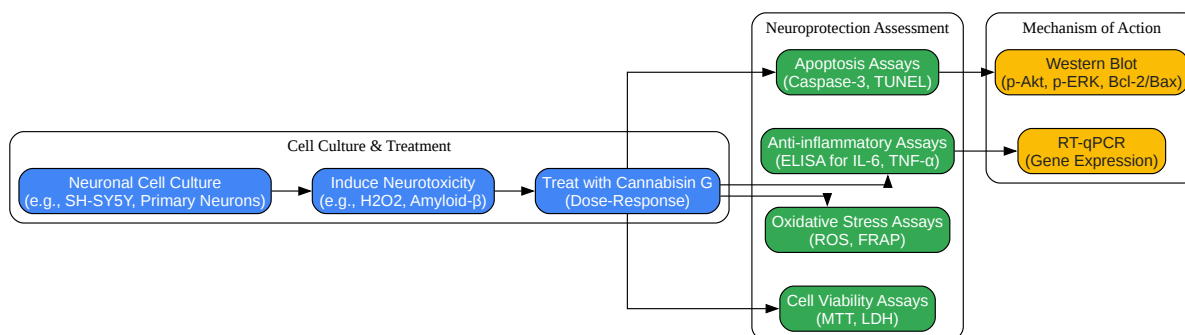 Neuroprotection Assessment
Mechanism of Action
Apoptosis Assays
(Caspase-3, TUNEL)
Western Blot
(p-Akt, p-ERK, Bcl-2/Bax)
Cell Culture & Treatment
Anti-inflammatory Assays
(ELISA for IL-6, TNF-α)
RT-qPCR
(Gene Expression)
Neuronal Cell Culture
(e.g., SH-SY5Y, Primary Neurons)
Induce Neurotoxicity
(e.g., H2O2, Amyloid-β)
Treat with Cannabisin G
(Dose-Response)
Oxidative Stress Assays
(ROS, FRAP)
Cell Viability Assays
(MTT, LDH)